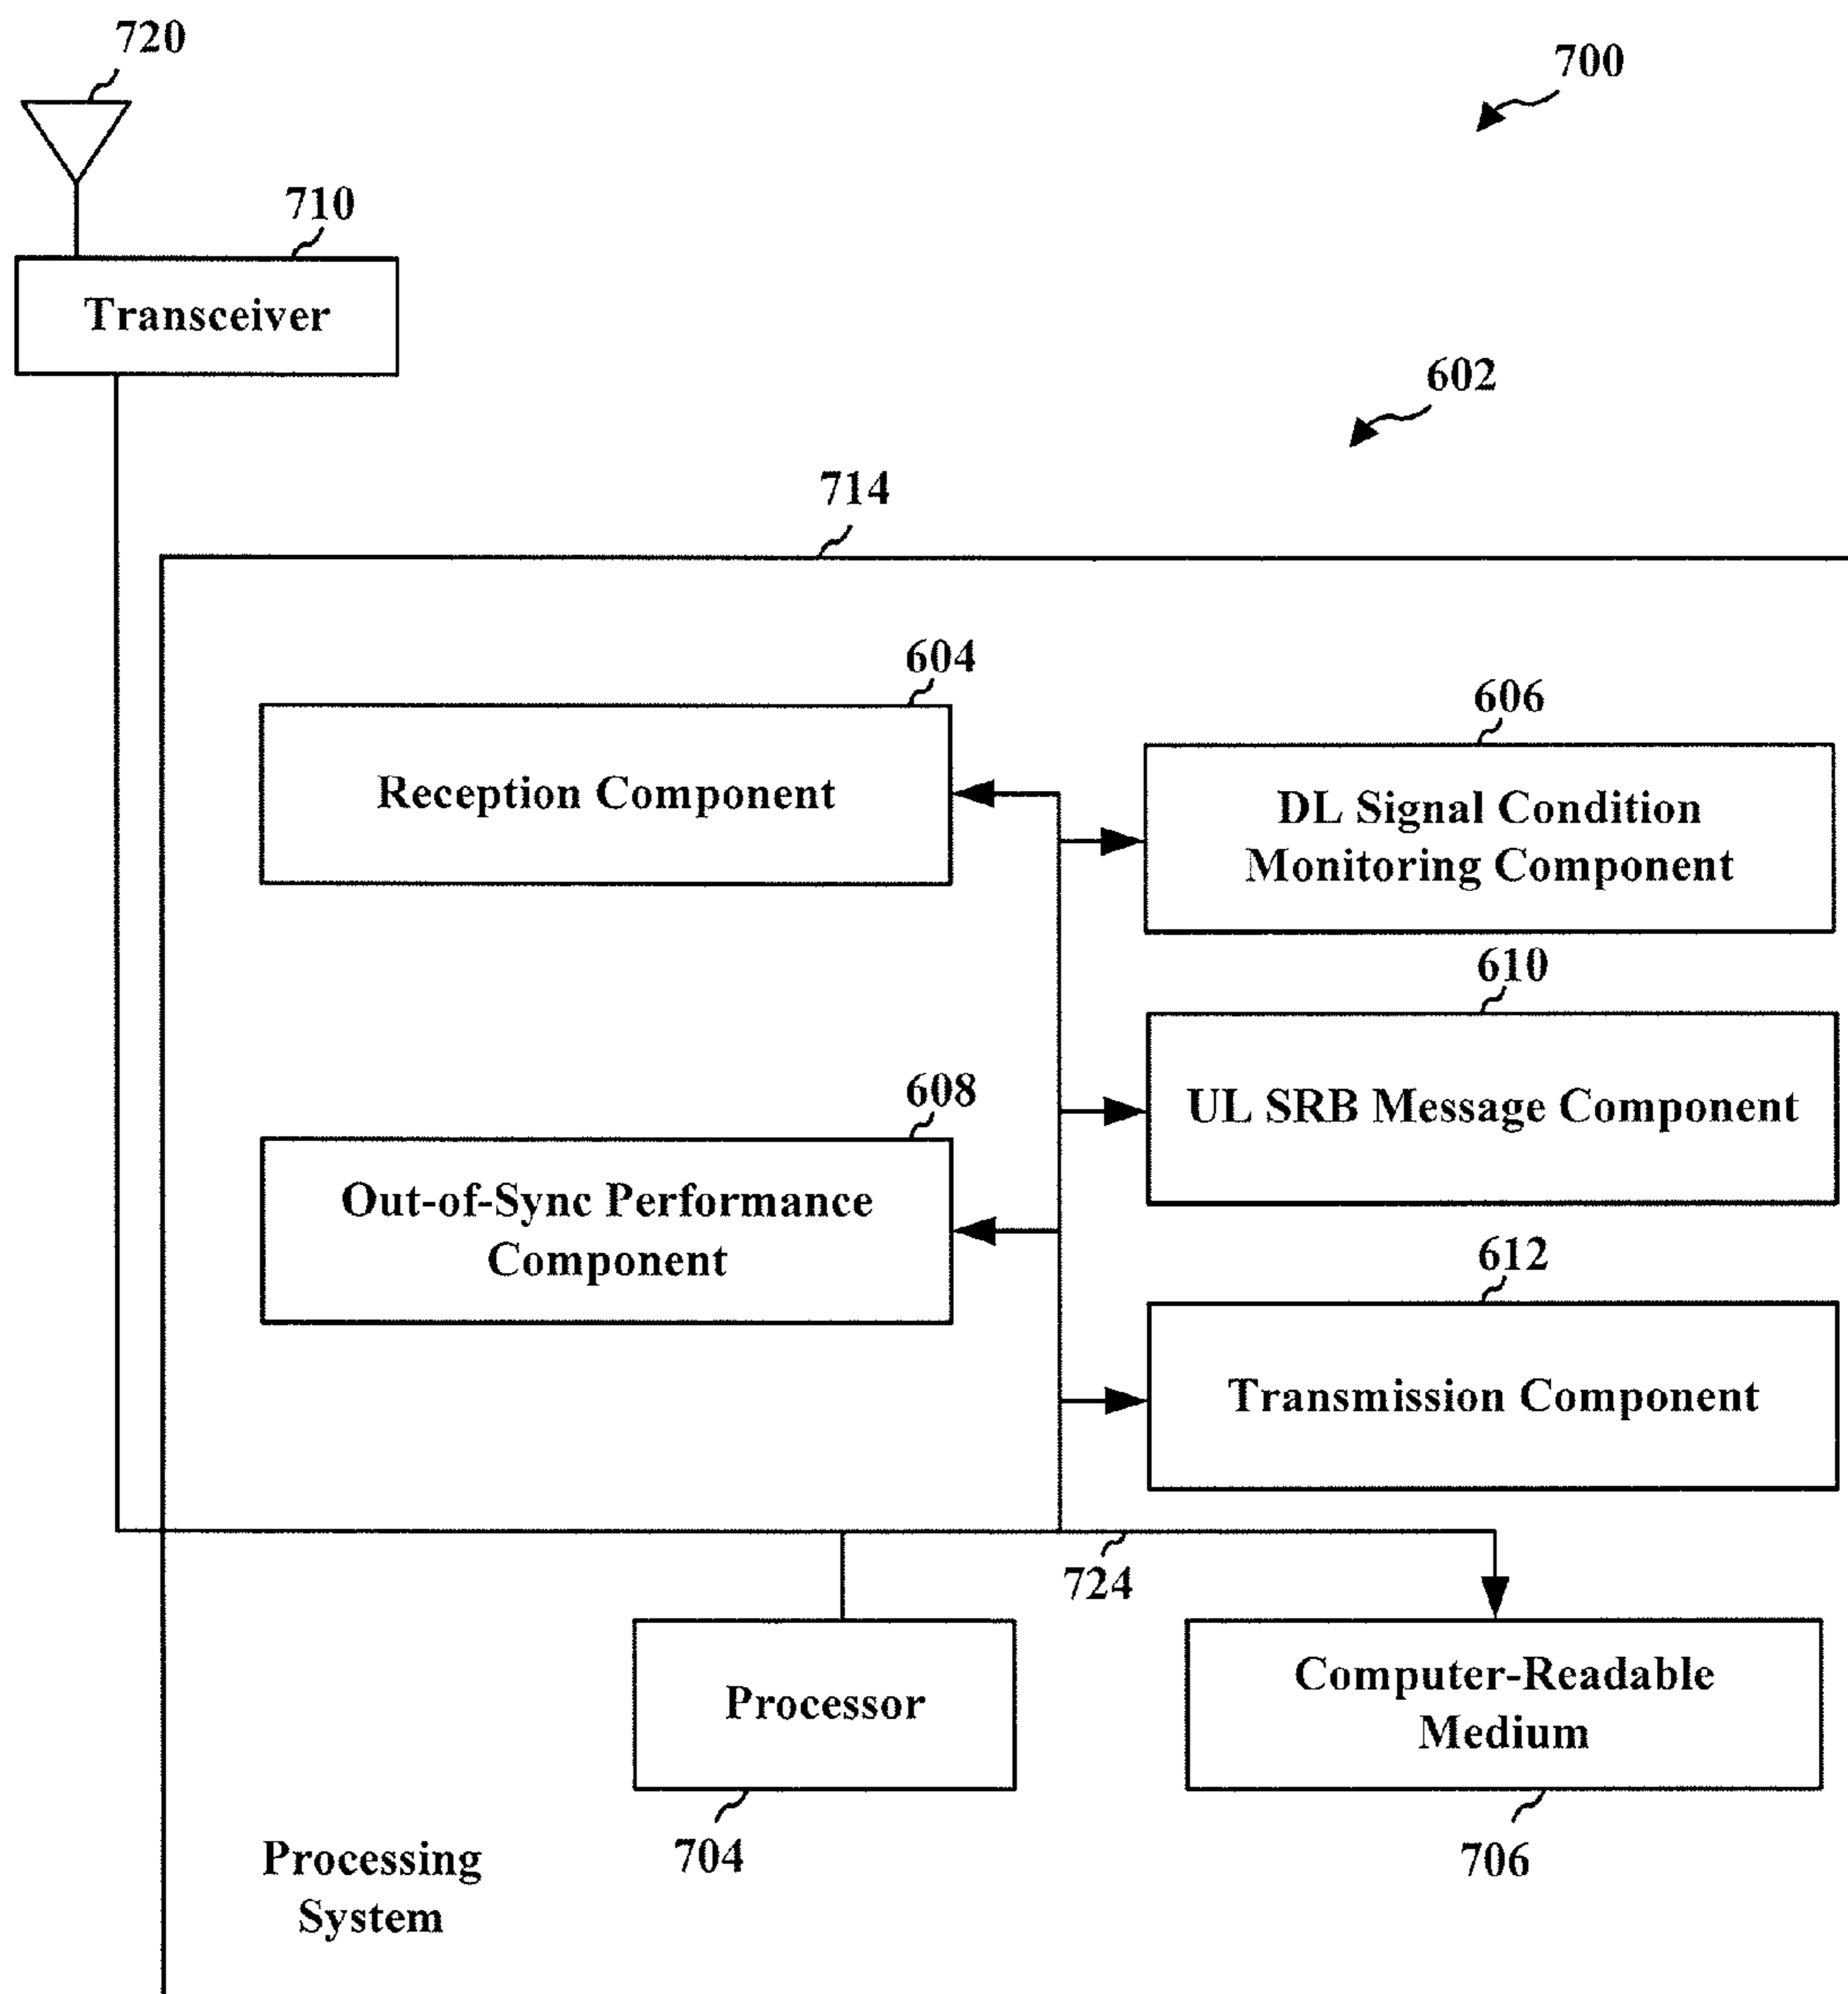 720
700
710
Transceiver
602
714
604
606
Reception Component
DL Signal Condition
Monitoring Component
610
UL SRB Message Component
608
Out-of-Sync Performance
Component
612
Transmission Component
724
Processor
Computer-Readable
Medium
704
706
Processing
System